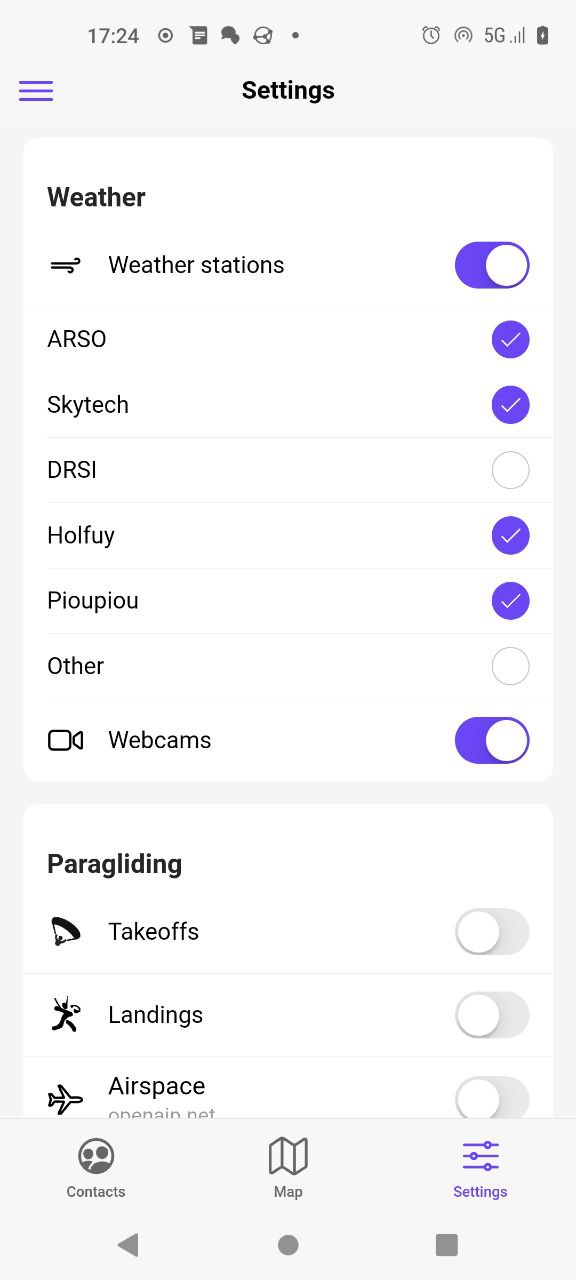 17:24 5G
Settings
Weather
Weather stations
ARSO
Skytech
DRSI
Holfuy
Pioupiou
Other
Webcams
Paragliding
Takeoffs
Landings
Airspace
openaip.net
Contacts Map Settings